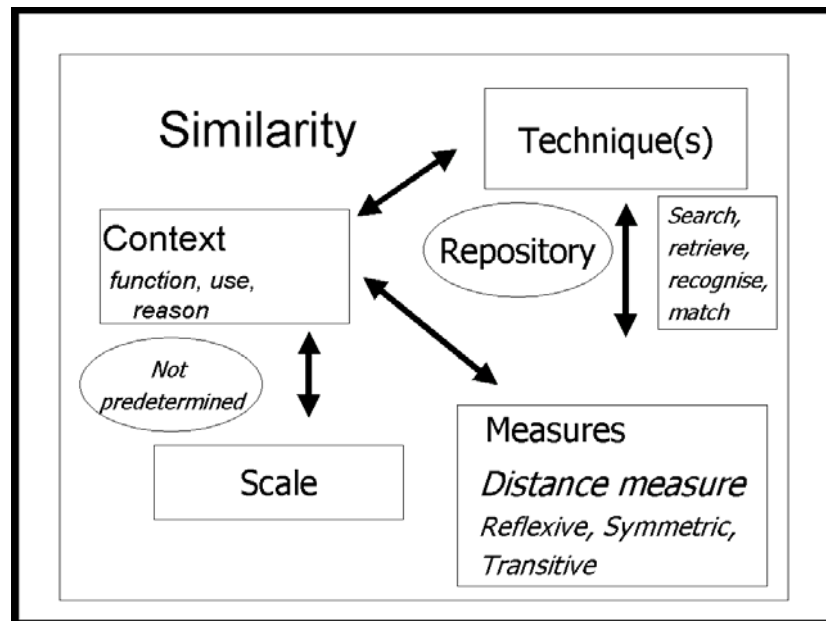 Similarity
Technique(s)
Context
function, use,
reason
Repository
Search,
retrieve,
recognise,
match
Not
predetermined
Scale
Measures
Distance measure
Reflexive, Symmetric,
Transitive